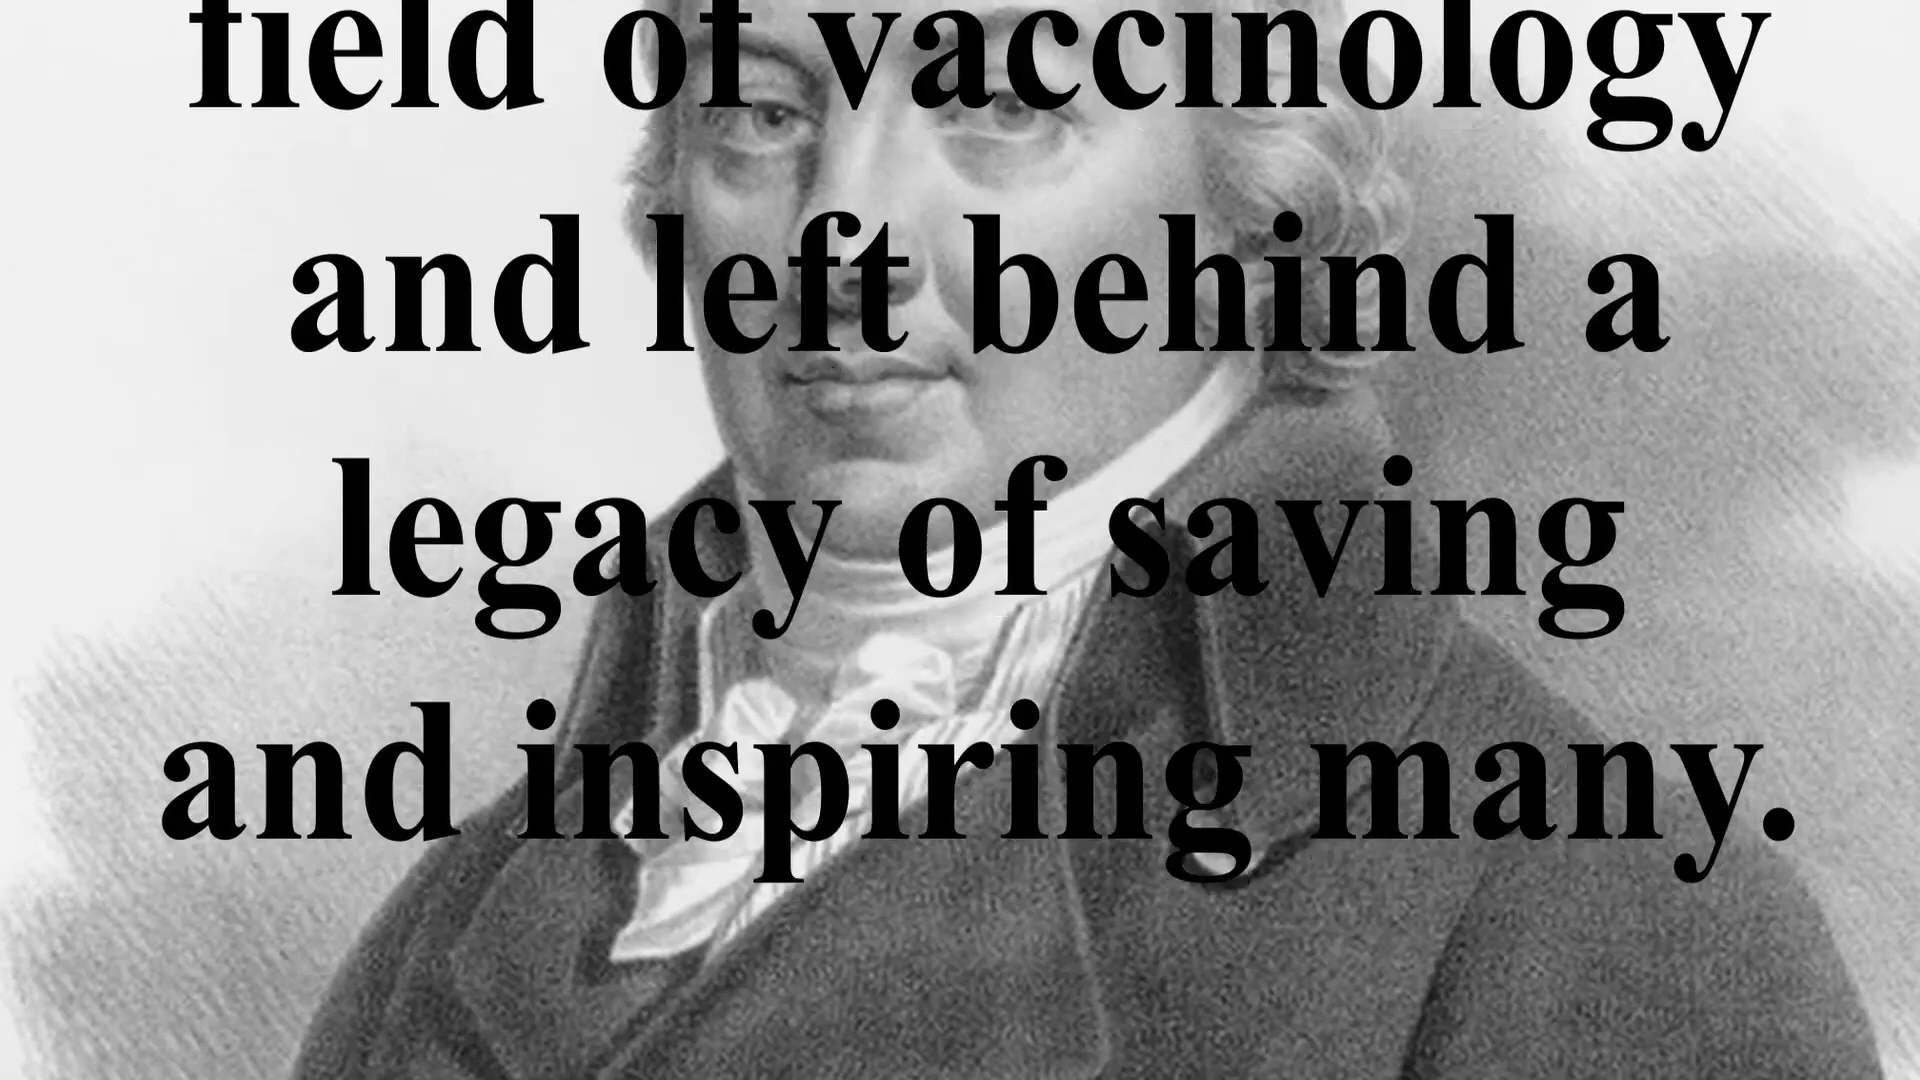 field of vaccinology
and left behind a
legacy of saving
and inspiring many.